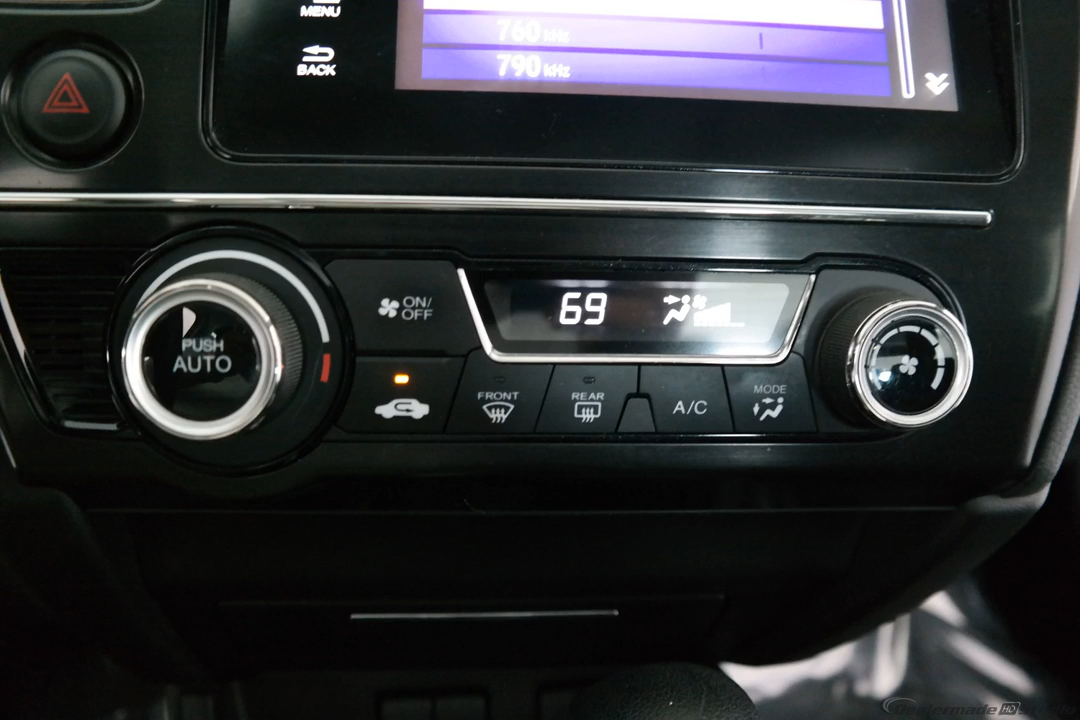 MENU
760 kHz
BACK
790 kHz
ON/
OFF
69
PUSH
AUTO
FRONT
REAR
A/C
MODE